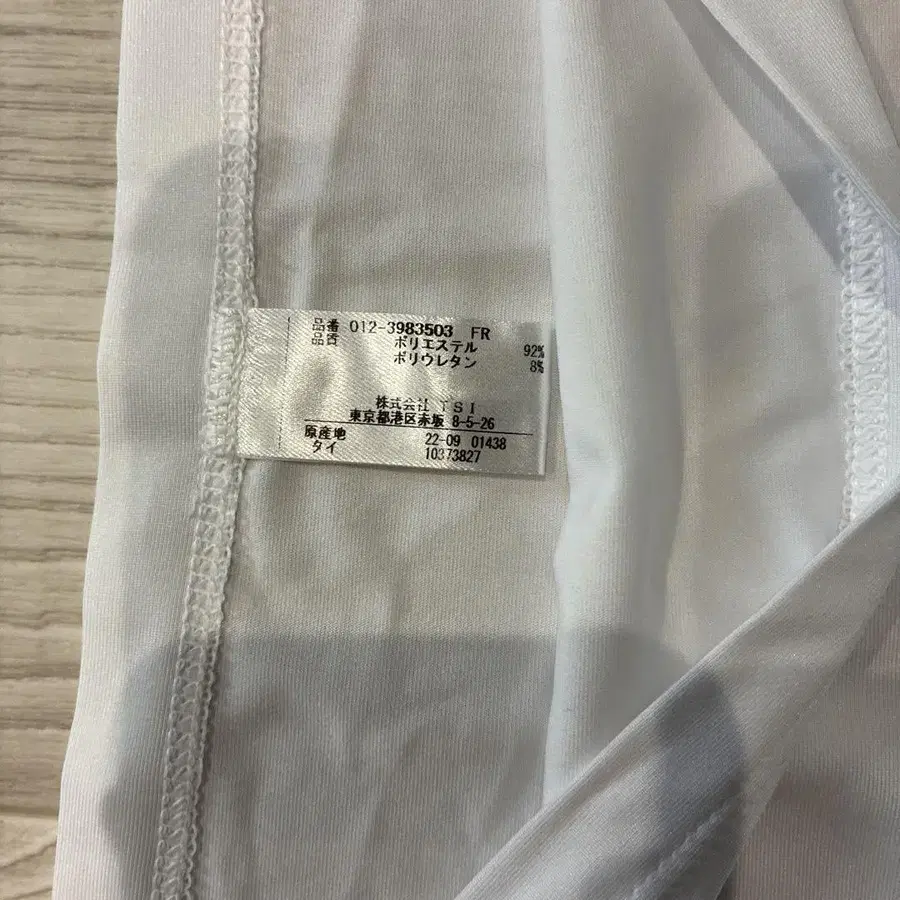 品番 012-3983503 FR
品質 ポリエステル 92%
ポリウレタン 8%
株式会社 TSI
東京都港区赤坂 8-5-26
原産地 22-09 01438
タイ 10373827